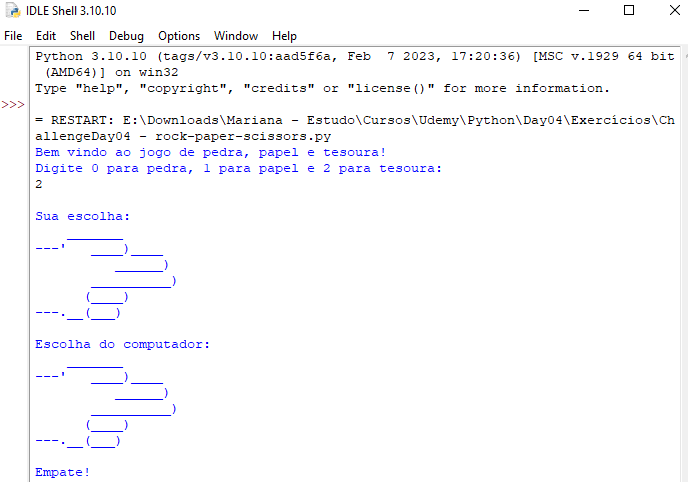 IDLE Shell 3.10.10
File Edit Shell Debug Options Window Help
Python 3.10.10 (tags/v3.10.10:aad5f6a, Feb  7 2023, 17:20:36) [MSC v.1929 64 bit
 (AMD64)] on win32
Type "help", "copyright", "credits" or "license()" for more information.
>>>
= RESTART: E:\Downloads\Mariana - Estudo\Cursos\Udemy\Python\Day04\Exercícios\Ch
allengeDay04 - rock-paper-scissors.py
Bem vindo ao jogo de pedra, papel e tesoura!
Digite 0 para pedra, 1 para papel e 2 para tesoura:
2
Sua escolha:
    _______
---'   ____)____
          ______)
       __________)
      (____)
---.__(___)
Escolha do computador:
    _______
---'   ____)____
          ______)
       __________)
      (____)
---.__(___)
Empate!